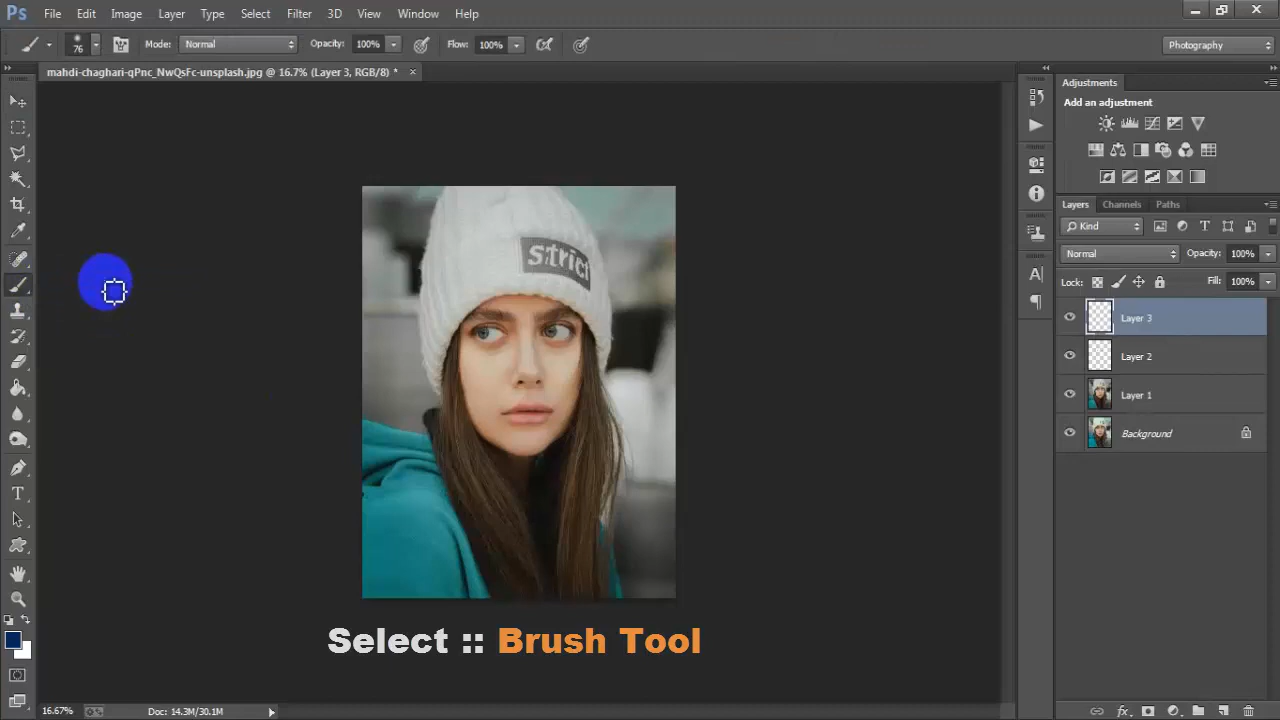 Ps File Edit Image Layer Type Select Filter 3D View Window Help
76 Mode: Normal Opacity: 100% Flow: 100% Photography
mahdi-chaghari-qPnc_NwQsFc-unsplash.jpg @ 16.7% (Layer 3, RGB/8) *
Adjustments
Add an adjustment
Layers Channels Paths
Kind
Normal Opacity: 100%
Lock: Fill: 100%
Layer 3
Layer 2
Layer 1
Background
strict
Select :: Brush Tool
16.67% Doc: 14.3M/30.1M